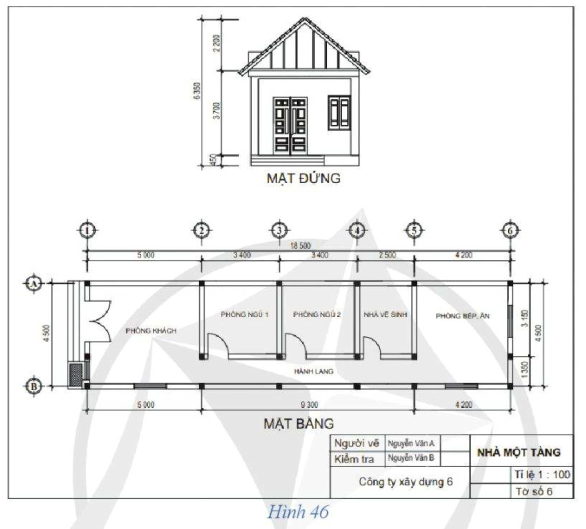 2.200
6.350
3.700
450
MẶT ĐỨNG
1 2 3 4 5 6
18 500
5 000 3 400 3 400 2 500 4 200
A
PHÒNG KHÁCH
PHÒNG NGỦ 1
PHÒNG NGỦ 2
NHÀ VỆ SINH
PHÒNG BẾP, ĂN
4 500
3 150
4 500
HÀNH LANG
1 350
B
5 000 9 300 4 200
MẶT BẰNG
Người vẽ Nguyễn Văn A
Kiểm tra Nguyễn Văn B
NHÀ MỘT TẦNG
Công ty xây dựng 6
Tỉ lệ 1 : 100
Tờ số 6
Hình 46